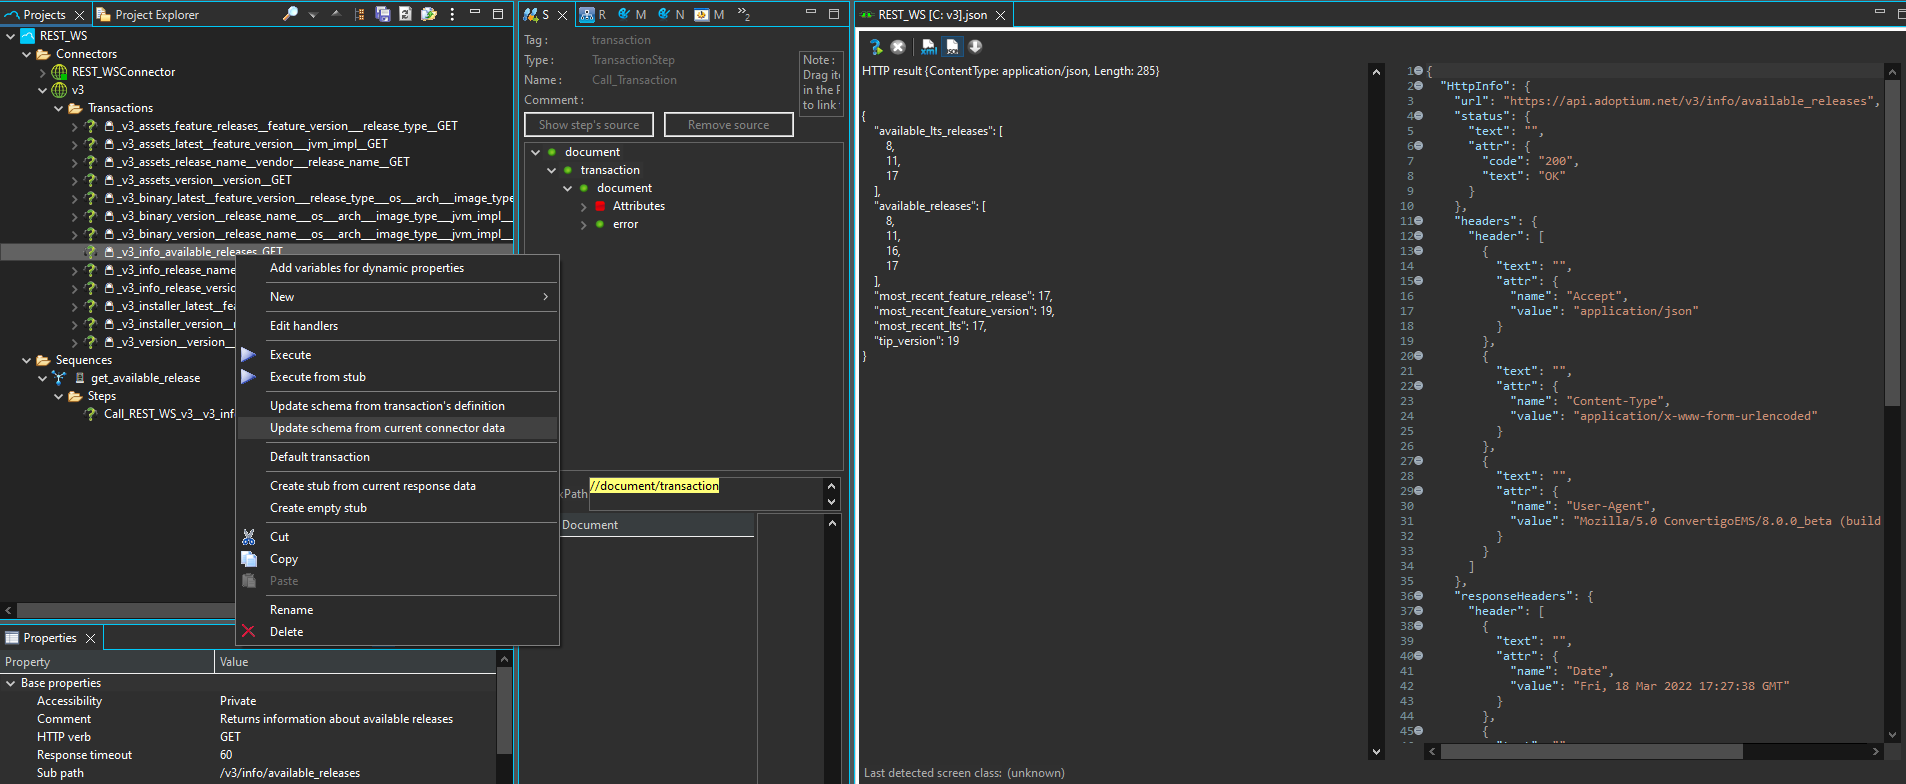 Projects
Project Explorer
REST_WS
Connectors
REST_WSConnector
v3
Transactions
_v3_assets_feature_releases__feature_version___release_type__GET
_v3_assets_latest__feature_version___jvm_impl__GET
_v3_assets_release_name__vendor___release_name__GET
_v3_assets_version__version__GET
_v3_binary_latest__feature_version___release_type___os___arch___image_type
_v3_binary_version__release_name___os___arch___image_type___jvm_impl__
_v3_binary_version__release_name___os___arch___image_type___jvm_impl__
_v3_info_available_releases_GET
_v3_info_release_name
_v3_info_release_versi
_v3_installer_latest__fea
_v3_installer_version__r
_v3_version__version__
Sequences
get_available_release
Steps
Call_REST_WS_v3__v3_inf
Add variables for dynamic properties
New
Edit handlers
Execute
Execute from stub
Update schema from transaction's definition
Update schema from current connector data
Default transaction
Create stub from current response data
Create empty stub
Cut
Copy
Paste
Rename
Delete
Properties
Property Value
Base properties
Accessibility Private
Comment Returns information about available releases
HTTP verb GET
Response timeout 60
Sub path /v3/info/available_releases
S R M N M »2
Tag : transaction
Type : TransactionStep
Name : Call_Transaction
Comment :
Note :
Drag ite
in the P
to link
Show step's source
Remove source
document
transaction
document
Attributes
error
xPath
//document/transaction
Document
REST_WS [C: v3].json
HTTP result {ContentType: application/json, Length: 285}
{
"available_lts_releases": [
8,
11,
17
],
"available_releases": [
8,
11,
16,
17
],
"most_recent_feature_release": 17,
"most_recent_feature_version": 19,
"most_recent_lts": 17,
"tip_version": 19
}
Last detected screen class: (unknown)
1 {
2 "HttpInfo": {
3 "url": "https://api.adoptium.net/v3/info/available_releases",
4 "status": {
5 "text": "",
6 "attr": {
7 "code": "200",
8 "text": "OK"
9 }
10 },
11 "headers": {
12 "header": [
13 {
14 "text": "",
15 "attr": {
16 "name": "Accept",
17 "value": "application/json"
18 }
19 },
20 {
21 "text": "",
22 "attr": {
23 "name": "Content-Type",
24 "value": "application/x-www-form-urlencoded"
25 }
26 },
27 {
28 "text": "",
29 "attr": {
30 "name": "User-Agent",
31 "value": "Mozilla/5.0 ConvertigoEMS/8.0.0_beta (build
32 }
33 }
34 ]
35 },
36 "responseHeaders": {
37 "header": [
38 {
39 "text": "",
40 "attr": {
41 "name": "Date",
42 "value": "Fri, 18 Mar 2022 17:27:38 GMT"
43 }
44 },
45 {